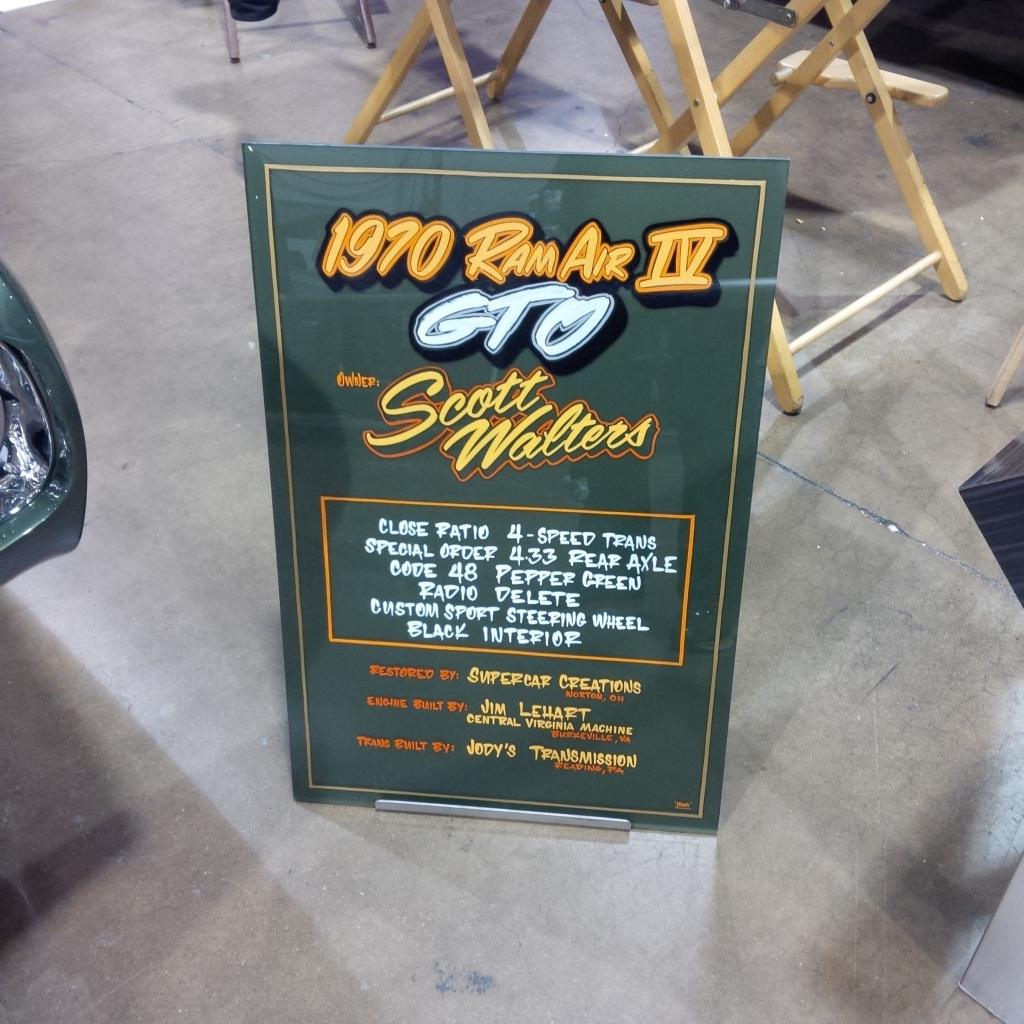 1970 RAM AIR IV
GTO
OWNER: Scott
Walters
CLOSE RATIO 4-SPEED TRANS
SPECIAL ORDER 4.33 REAR AXLE
CODE 48 PEPPER GREEN
RADIO DELETE
CUSTOM SPORT STEERING WHEEL
BLACK INTERIOR
RESTORED BY: SUPERCAR CREATIONS
NORTON, OH
ENGINE BUILT BY: JIM LEHART
CENTRAL VIRGINIA MACHINE
BURKEVILLE, VA
TRANS BUILT BY: JODY'S TRANSMISSION
READING, PA